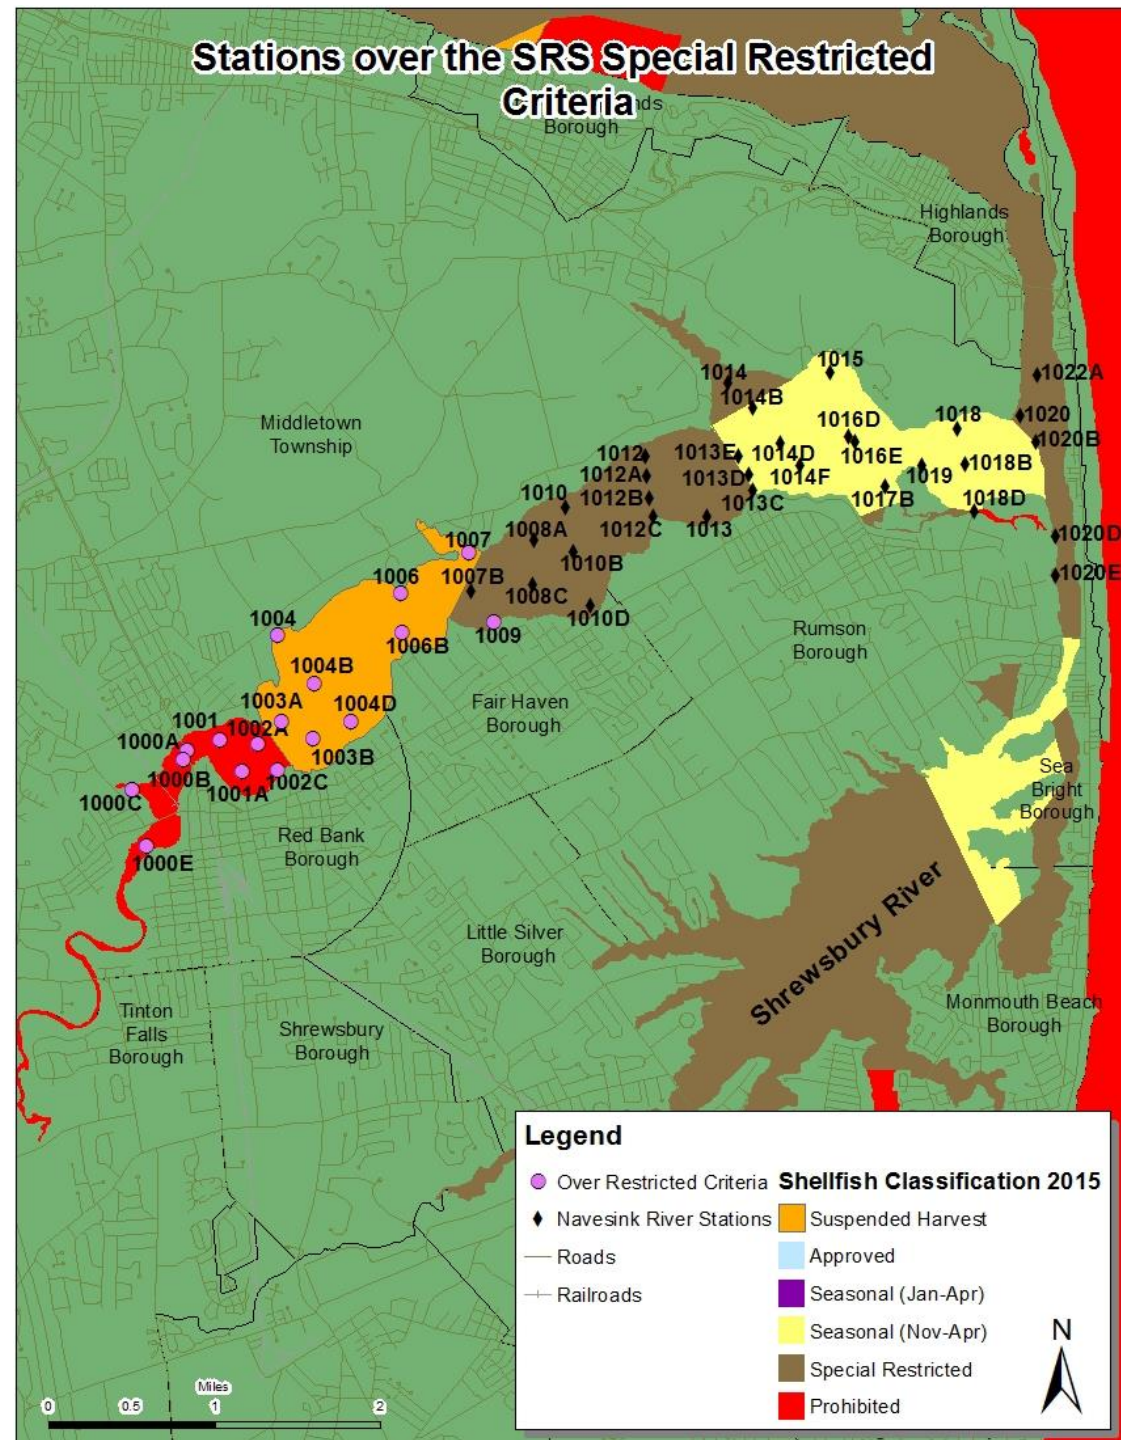 Stations over the SRS Special Restricted
Criteria
nds
Borough
Highlands
Borough
Middletown
Township
1015
1014
1014B
1022A
1020
1020B
1018
1016D
1016E
1012
1013E
1014D
1018B
1012A
1013D
1014F
1019
1012B
1017B
1010
1013C
1018D
1012C
1013
1008A
1007
1020D
1010B
1006
1007B
1008C
1020E
1010D
1004
1009
1006B
Rumson
Borough
1004B
1003A
1004D
Fair Haven
Borough
1001
1002A
1000A
1003B
1000B
1002C
1001A
1000C
Sea
Bright
Borough
Red Bank
Borough
1000E
Shrewsbury River
Little Silver
Borough
Monmouth Beach
Borough
Tinton
Falls
Borough
Shrewsbury
Borough
Legend
Over Restricted Criteria
Navesink River Stations
Roads
Railroads
Shellfish Classification 2015
Suspended Harvest
Approved
Seasonal (Jan-Apr)
Seasonal (Nov-Apr)
Special Restricted
Prohibited
N
Miles
0 0.5 1 2